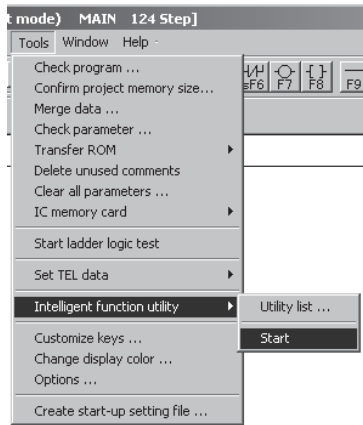 t mode) MAIN 124 Step]
Tools Window Help
F6 F7 F8 F9
Check program ...
Confirm project memory size...
Merge data ...
Check parameter ...
Transfer ROM
Delete unused comments
Clear all parameters ...
IC memory card
Start ladder logic test
Set TEL data
Intelligent function utility
Utility list ...
Start
Customize keys ...
Change display color ...
Options ...
Create start-up setting file ...